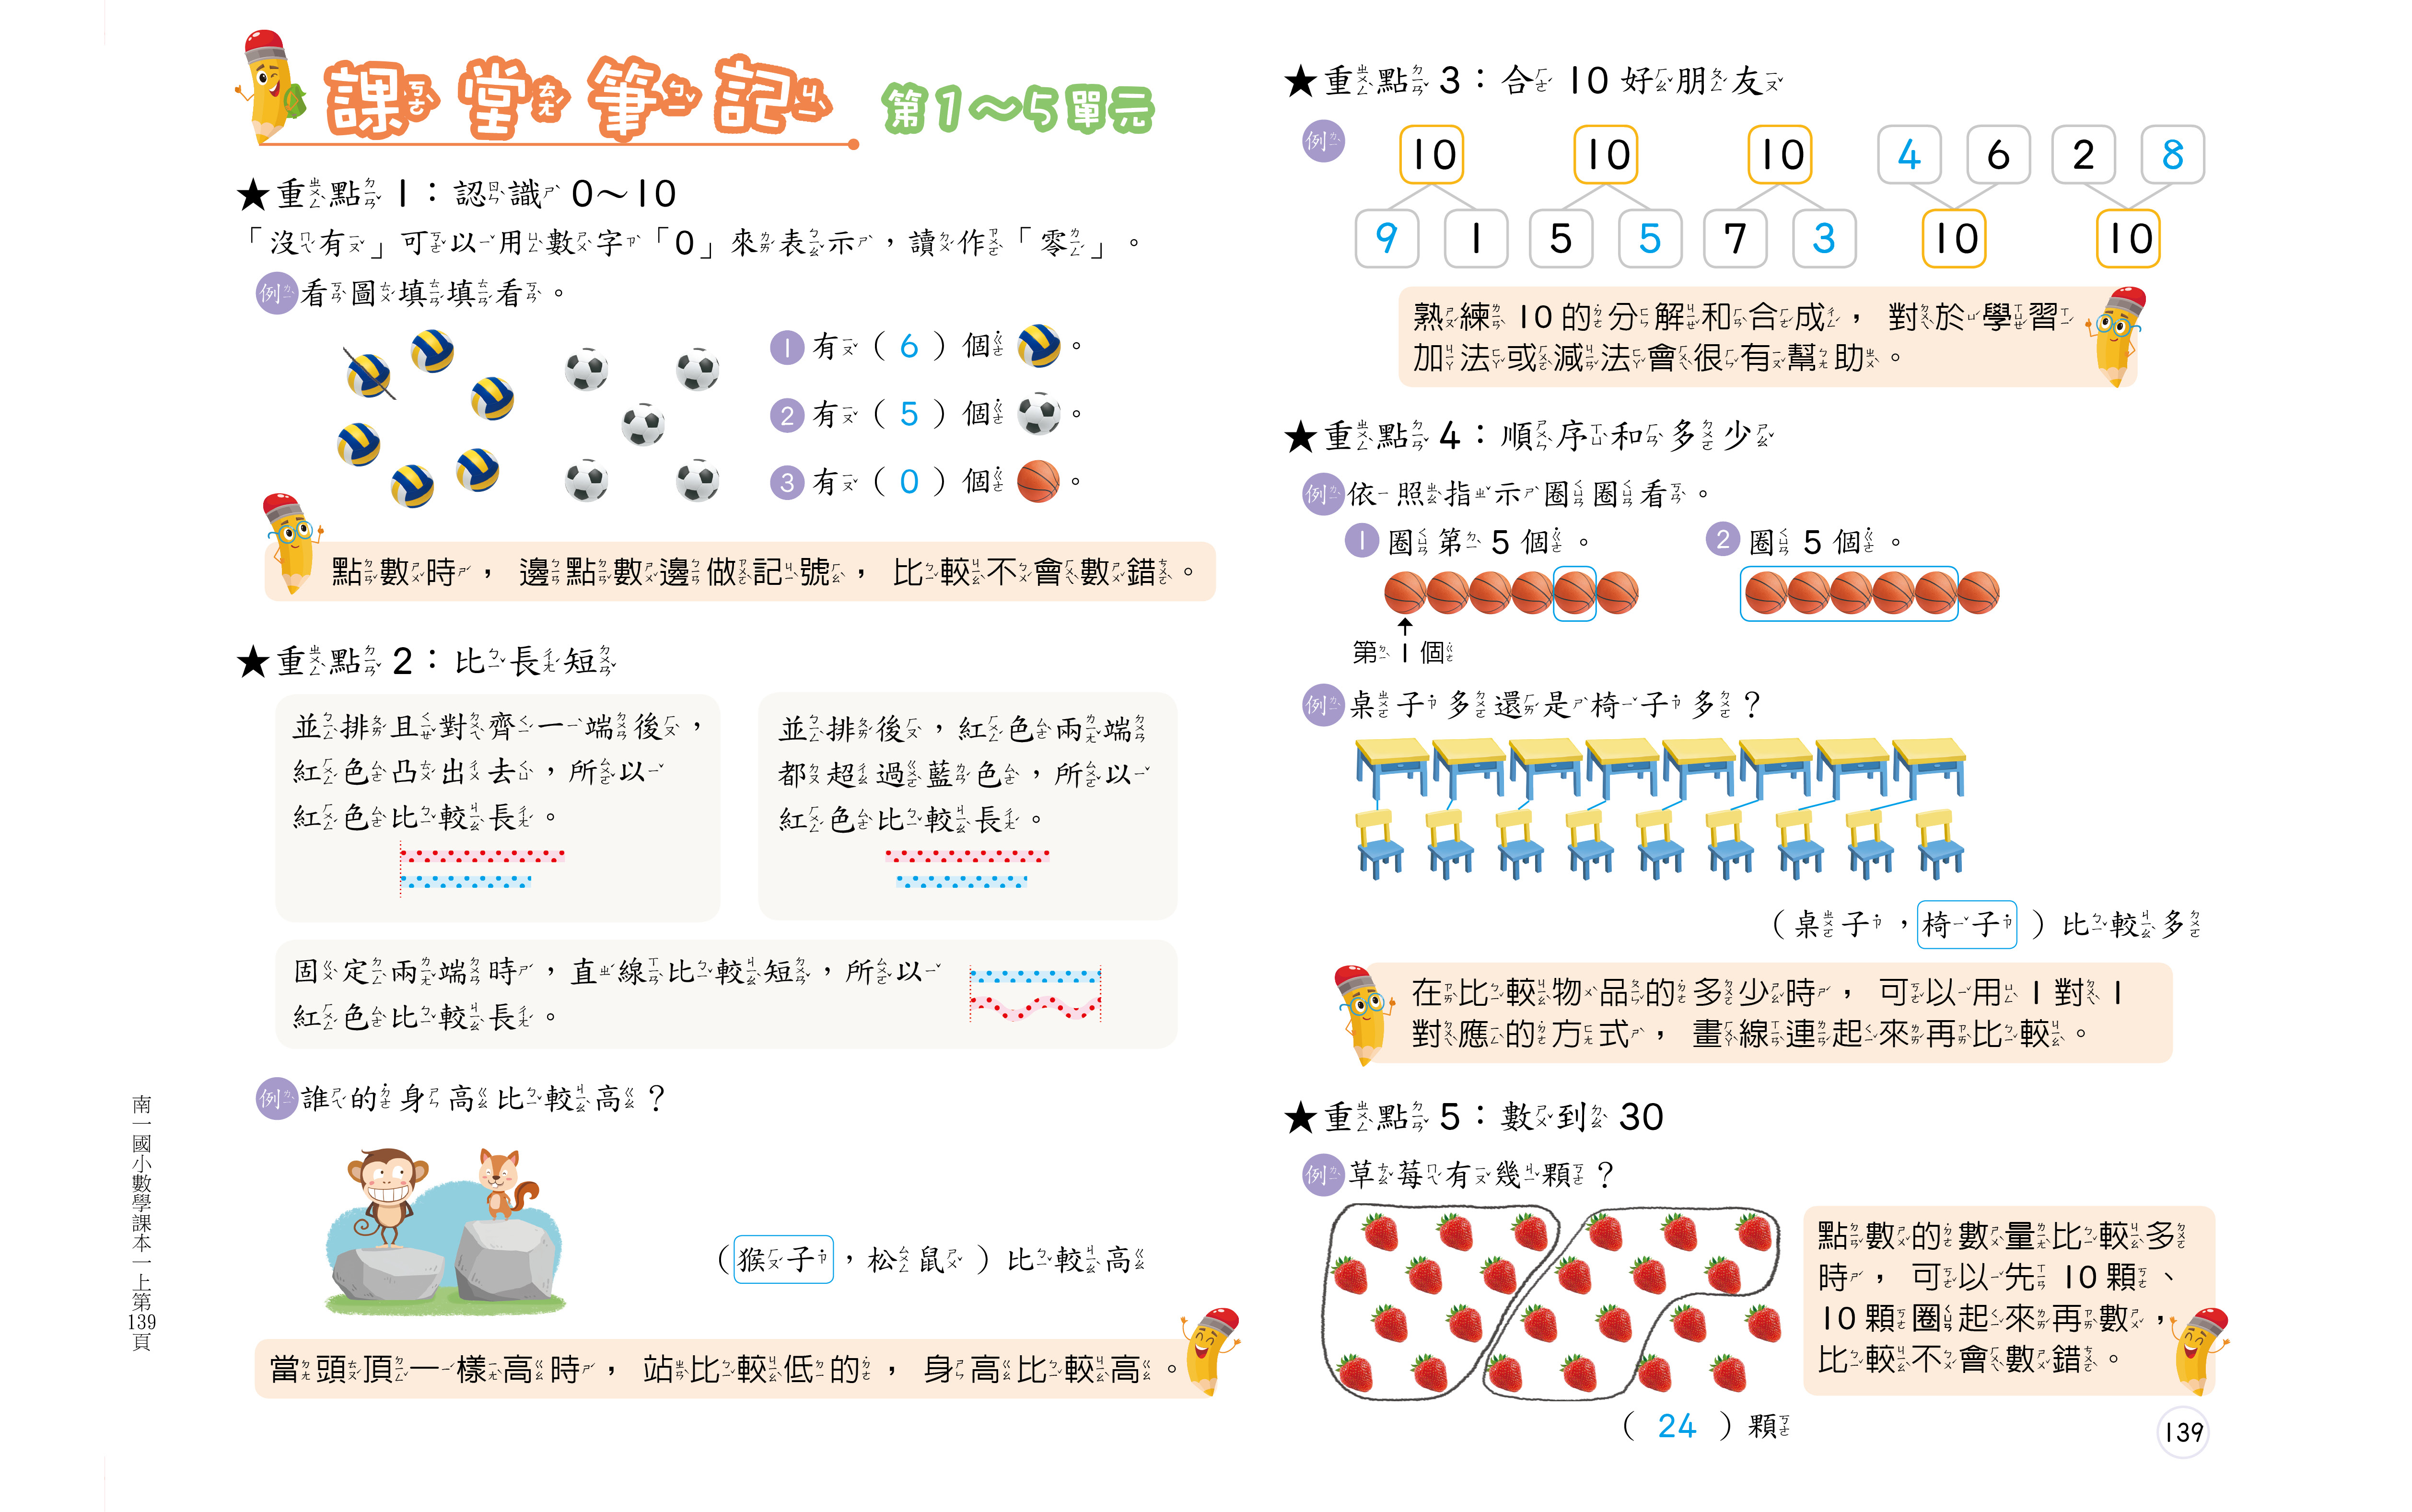 課堂筆記 第1～5單元
★重點1：認識0～10
「沒有」可以用數字「0」來表示，讀作「零」。
例 看圖填填看。
1 有（ 6 ）個 。
2 有（ 5 ）個 。
3 有（ 0 ）個 。
點數時， 邊點數邊做記號， 比較不會數錯。
★重點2：比長短
並排且對齊一端後，
紅色凸出去，所以
紅色比較長。
並排後，紅色兩端
都超過藍色，所以
紅色比較長。
固定兩端時，直線比較短，所以
紅色比較長。
例 誰的身高比較高？
（猴子，松鼠）比較高
當頭頂一樣高時， 站比較低的， 身高比較高。
南一國小數學課本一上第139頁
★重點3：合10好朋友
例 10 10 10 4 6 2 8
9 1 5 5 7 3 10 10
熟練10的分解和合成， 對於學習
加法或減法會很有幫助。
★重點4：順序和多少
例 依照指示圈圈看。
1 圈第5個。 2 圈5個。
第1個
例 桌子多還是椅子多？
（桌子，椅子）比較多
在比較物品的多少時， 可以用1對1
對應的方式， 畫線連起來再比較。
★重點5：數到30
例 草莓有幾顆？
點數的數量比較多
時， 可以先10顆、
10顆圈起來再數，
比較不會數錯。
（ 24 ）顆
139